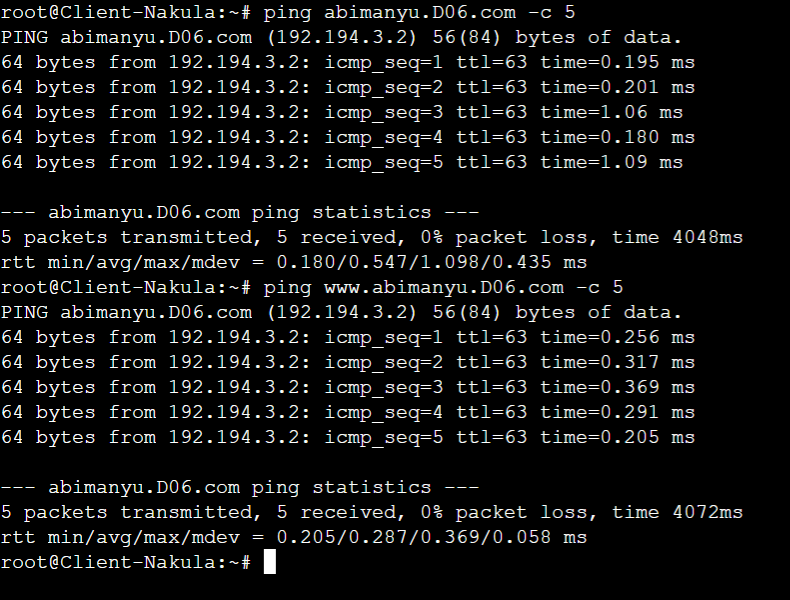 root@Client-Nakula:~# ping abimanyu.D06.com -c 5
PING abimanyu.D06.com (192.194.3.2) 56(84) bytes of data.
64 bytes from 192.194.3.2: icmp_seq=1 ttl=63 time=0.195 ms
64 bytes from 192.194.3.2: icmp_seq=2 ttl=63 time=0.201 ms
64 bytes from 192.194.3.2: icmp_seq=3 ttl=63 time=1.06 ms
64 bytes from 192.194.3.2: icmp_seq=4 ttl=63 time=0.180 ms
64 bytes from 192.194.3.2: icmp_seq=5 ttl=63 time=1.09 ms

--- abimanyu.D06.com ping statistics ---
5 packets transmitted, 5 received, 0% packet loss, time 4048ms
rtt min/avg/max/mdev = 0.180/0.547/1.098/0.435 ms
root@Client-Nakula:~# ping www.abimanyu.D06.com -c 5
PING abimanyu.D06.com (192.194.3.2) 56(84) bytes of data.
64 bytes from 192.194.3.2: icmp_seq=1 ttl=63 time=0.256 ms
64 bytes from 192.194.3.2: icmp_seq=2 ttl=63 time=0.317 ms
64 bytes from 192.194.3.2: icmp_seq=3 ttl=63 time=0.369 ms
64 bytes from 192.194.3.2: icmp_seq=4 ttl=63 time=0.291 ms
64 bytes from 192.194.3.2: icmp_seq=5 ttl=63 time=0.205 ms

--- abimanyu.D06.com ping statistics ---
5 packets transmitted, 5 received, 0% packet loss, time 4072ms
rtt min/avg/max/mdev = 0.205/0.287/0.369/0.058 ms
root@Client-Nakula:~#